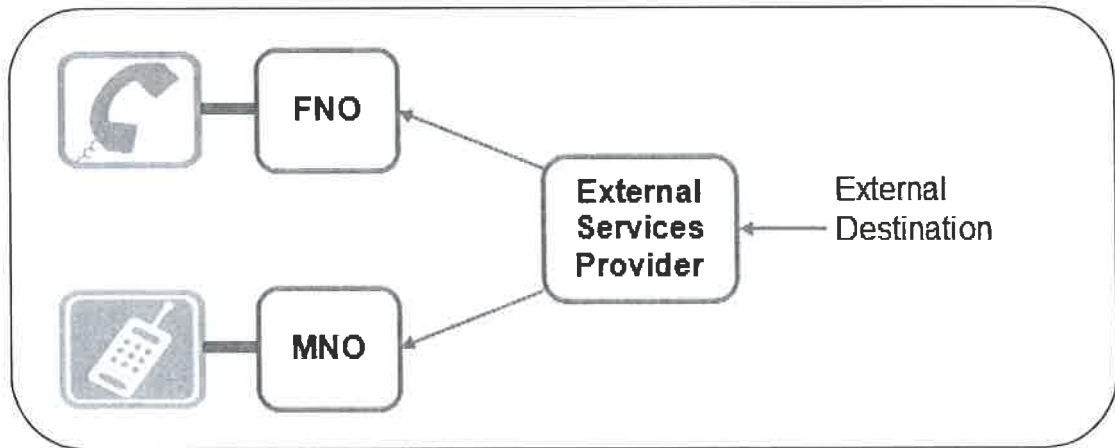 FNO
External
Services
Provider
External
Destination
MNO